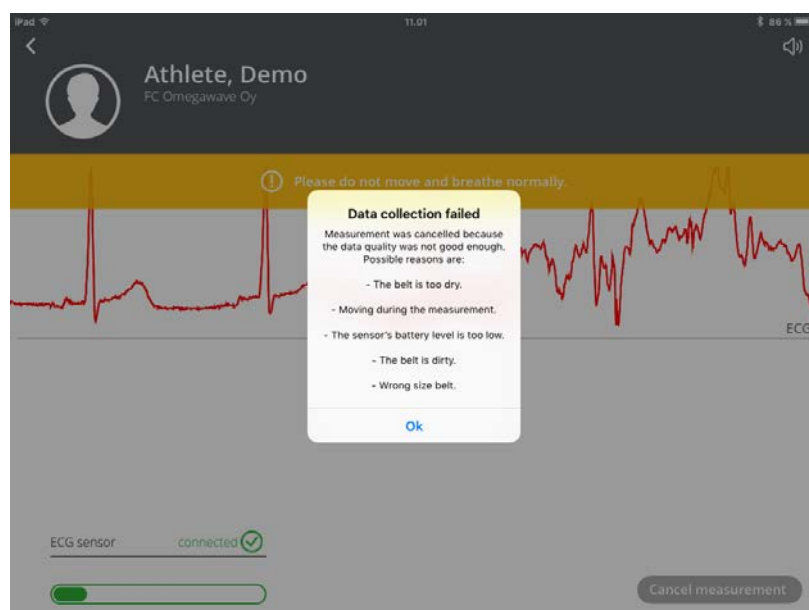 iPad 11.01 86 %
Athlete, Demo
FC Omegawave Oy
Please do not move and breathe normally.
Data collection failed
Measurement was cancelled because
the data quality was not good enough.
Possible reasons are:
- The belt is too dry.
- Moving during the measurement.
- The sensor's battery level is too low.
- The belt is dirty.
- Wrong size belt.
Ok
ECG
ECG sensor connected
Cancel measurement